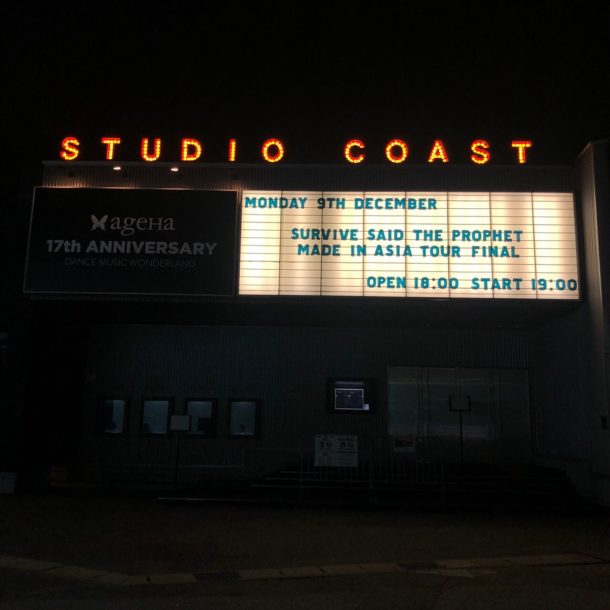 STUDIO COAST
ageHa
17th ANNIVERSARY
DANCE MUSIC WONDERLAND
MONDAY 9TH DECEMBER
SURVIVE SAID THE PROPHET
MADE IN ASIA TOUR FINAL
OPEN 18:00 START 19:00